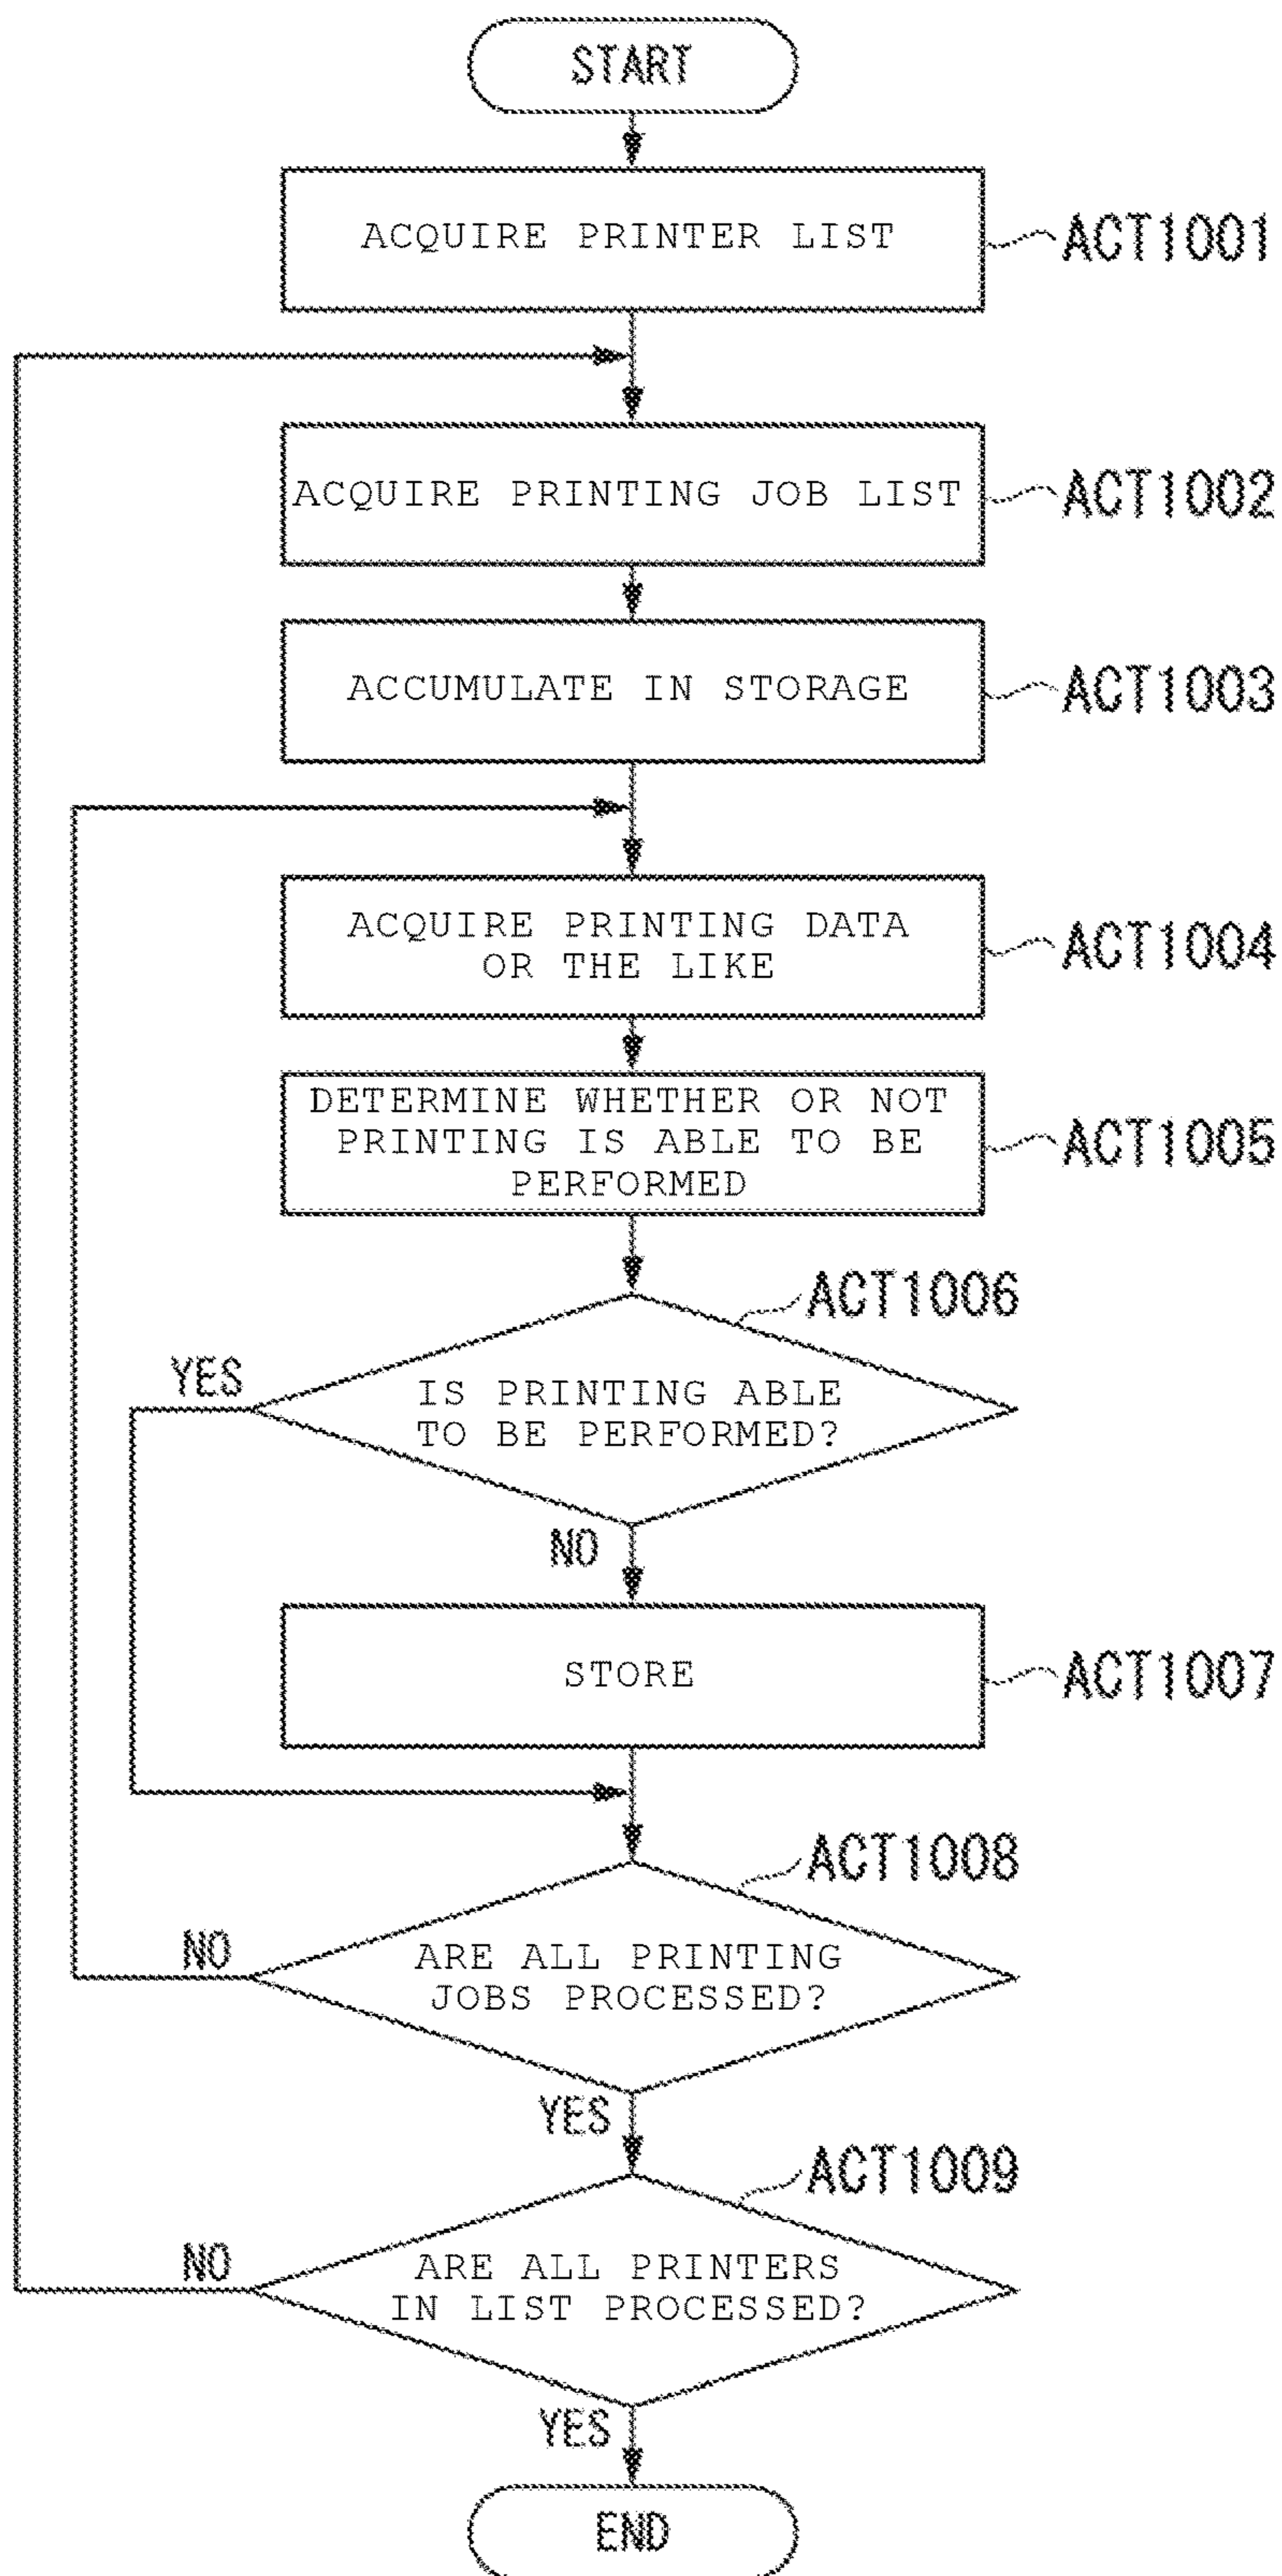 START
ACQUIRE PRINTER LIST
ACT1001
ACQUIRE PRINTING JOB LIST
ACT1002
ACCUMULATE IN STORAGE
ACT1003
ACQUIRE PRINTING DATA
OR THE LIKE
ACT1004
DETERMINE WHETHER OR NOT
PRINTING IS ABLE TO BE
PERFORMED
ACT1005
ACT1006
YES
IS PRINTING ABLE
TO BE PERFORMED?
NO
STORE
ACT1007
ACT1008
NO
ARE ALL PRINTING
JOBS PROCESSED?
YES
ACT1009
NO
ARE ALL PRINTERS
IN LIST PROCESSED?
YES
END